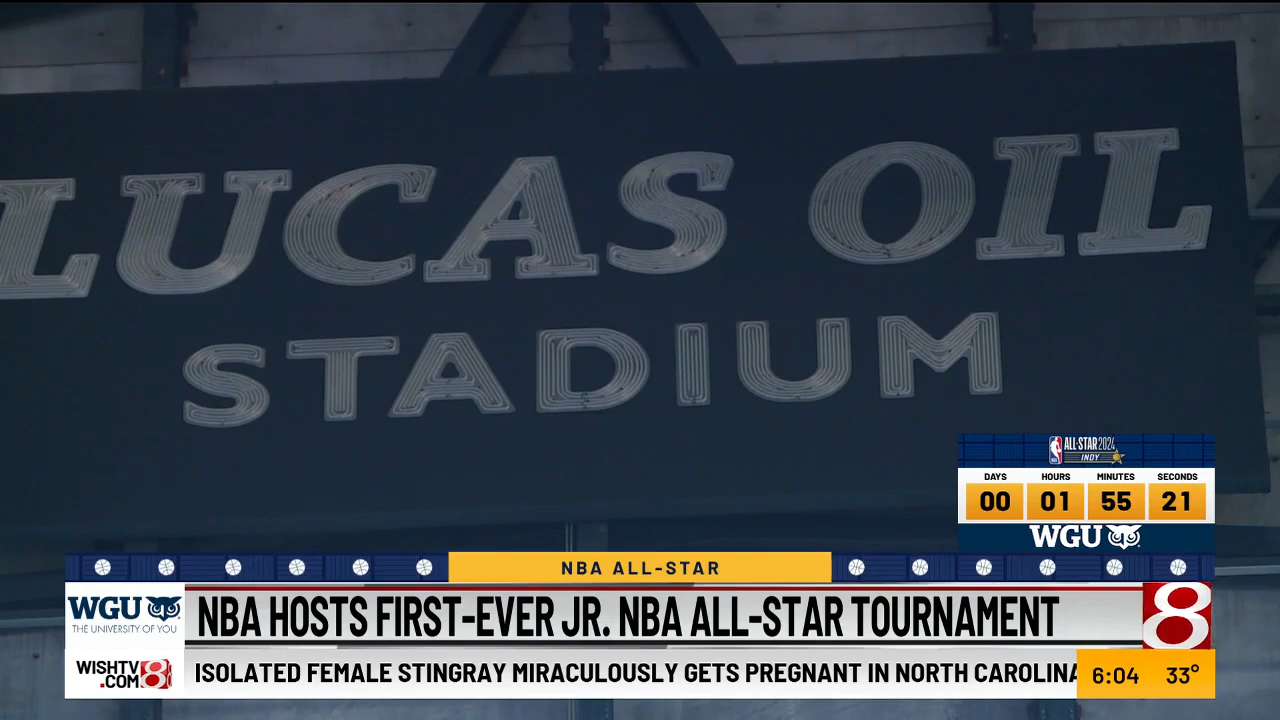 LUCAS OIL
STADIUM
ALL-STAR 2024
INDY
DAYS HOURS MINUTES SECONDS
00 01 55 21
WGU
NBA ALL-STAR
WGU
THE UNIVERSITY OF YOU
NBA HOSTS FIRST-EVER JR. NBA ALL-STAR TOURNAMENT
8
WISHTV.COM 8
ISOLATED FEMALE STINGRAY MIRACULOUSLY GETS PREGNANT IN NORTH CAROLINA
6:04 33°